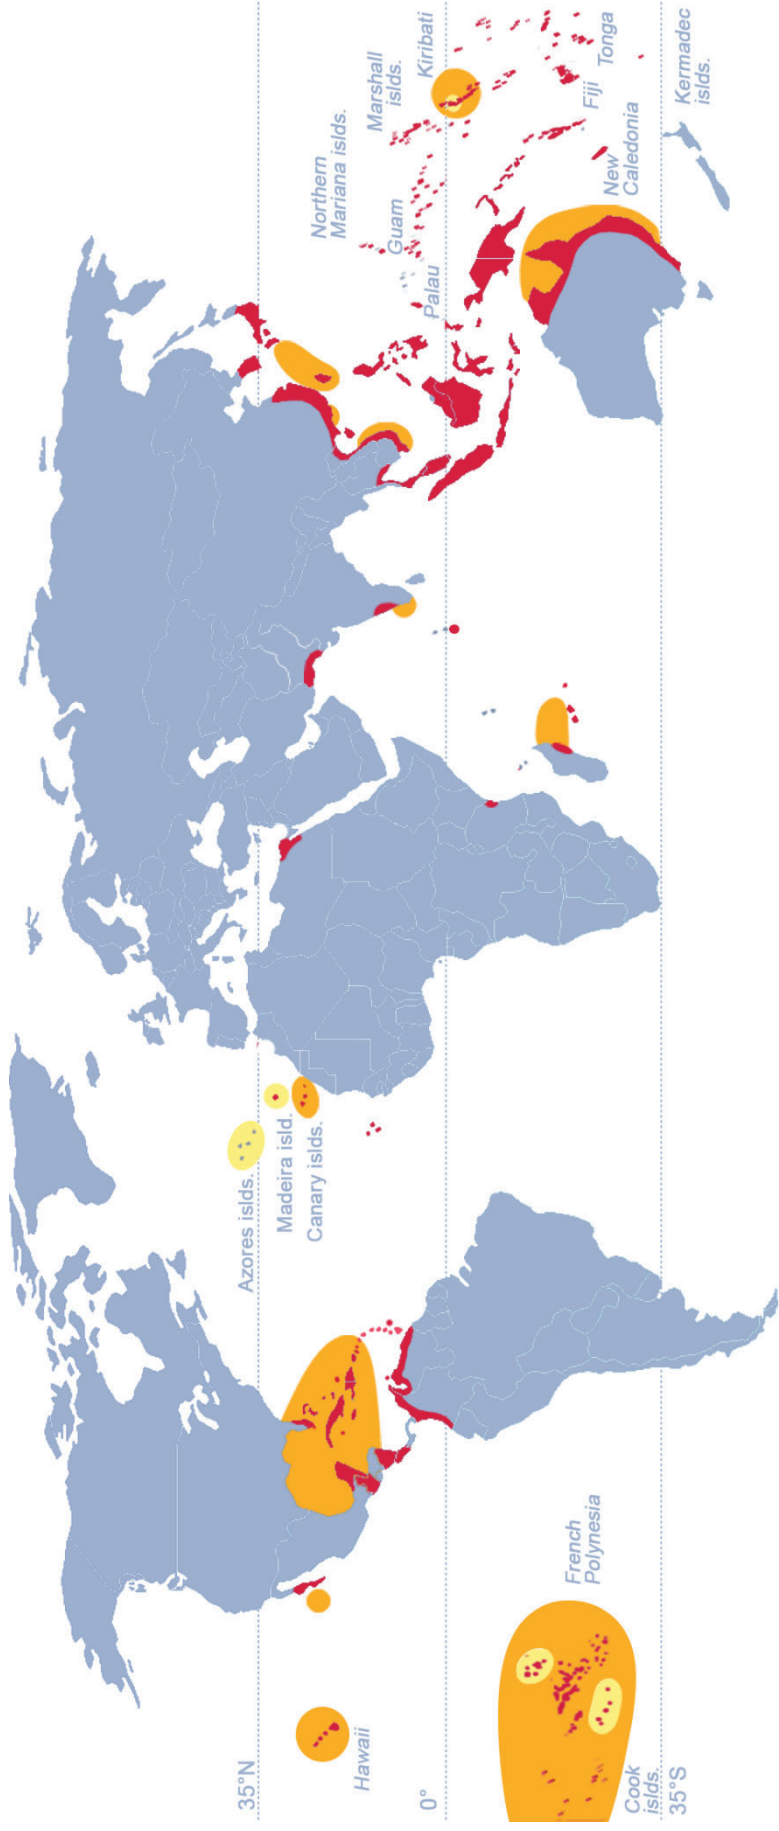 35°N
0°
35°S
Hawaii
Cook
islds.
French
Polynesia
Azores islds.
Madeira isld.
Canary islds.
Northern
Mariana islds.
Guam
Palau
Marshall
islds.
Kiribati
Fiji
Tonga
New
Caledonia
Kermadec
islds.